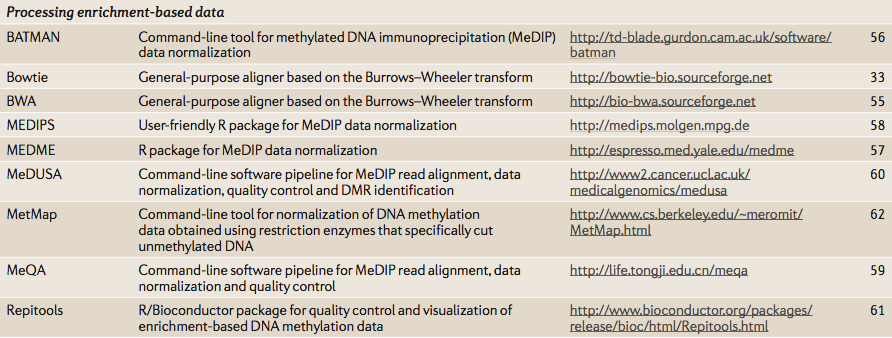 Processing enrichment-based data
BATMAN Command-line tool for methylated DNA immunoprecipitation (MeDIP) http://td-blade.gurdon.cam.ac.uk/software/ 56
data normalization batman
Bowtie General-purpose aligner based on the Burrows–Wheeler transform http://bowtie-bio.sourceforge.net 33
BWA General-purpose aligner based on the Burrows–Wheeler transform http://bio-bwa.sourceforge.net 55
MEDIPS User-friendly R package for MeDIP data normalization http://medips.molgen.mpg.de 58
MEDME R package for MeDIP data normalization http://espresso.med.yale.edu/medme 57
MeDUSA Command-line software pipeline for MeDIP read alignment, data http://www2.cancer.ucl.ac.uk/ 60
normalization, quality control and DMR identification medicalgenomics/medusa
MetMap Command-line tool for normalization of DNA methylation http://www.cs.berkeley.edu/~meromit/ 62
data obtained using restriction enzymes that specifically cut MetMap.html
unmethylated DNA
MeQA Command-line software pipeline for MeDIP read alignment, data http://life.tongji.edu.cn/meqa 59
normalization and quality control
Repitools R/Bioconductor package for quality control and visualization of http://www.bioconductor.org/packages/ 61
enrichment-based DNA methylation data release/bioc/html/Repitools.html